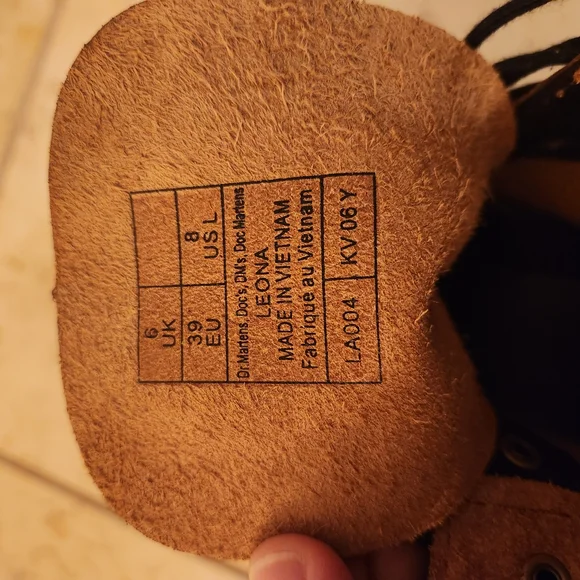 6
UK
39 8
EU US L
Dr.Martens, Doc's, DM's, Doc Martens
LEONA
MADE IN VIETNAM
Fabriqué au Vietnam
LA004 KV 06 Y